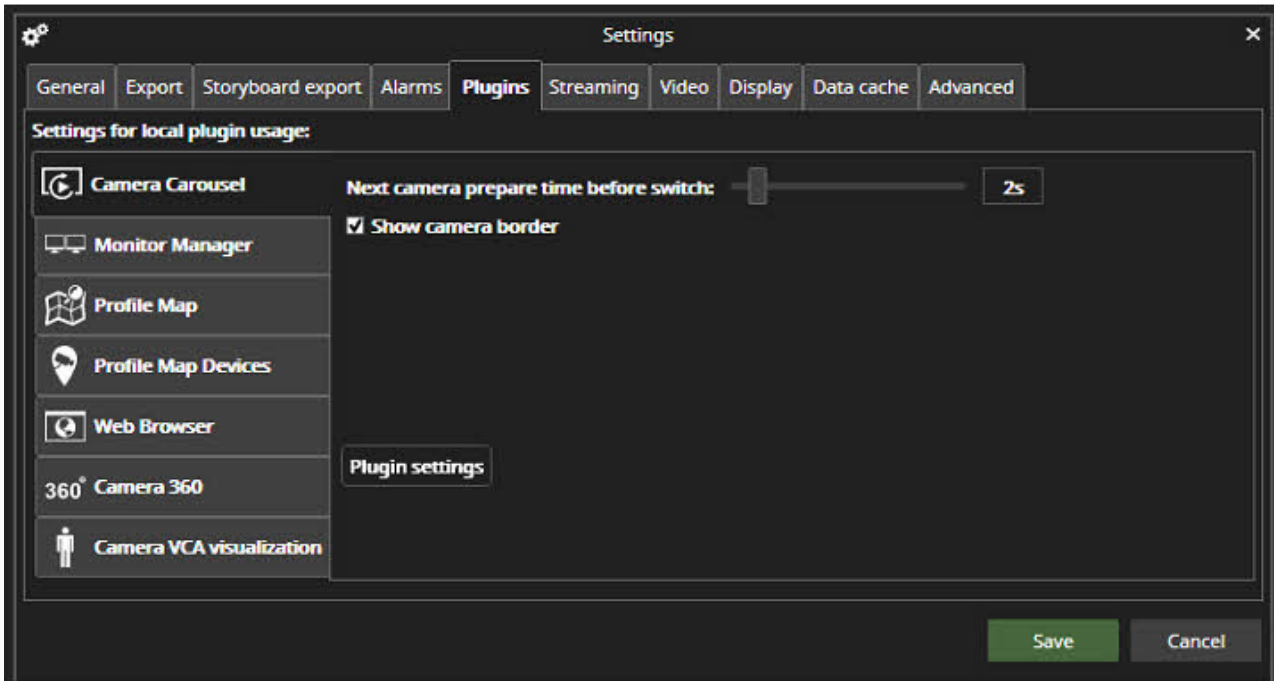 Settings
General Export Storyboard export Alarms Plugins Streaming Video Display Data cache Advanced
Settings for local plugin usage:
Camera Carousel
Next camera prepare time before switch: 2s
Show camera border
Monitor Manager
Profile Map
Profile Map Devices
Web Browser
Plugin settings
360° Camera 360
Camera VCA visualization
Save Cancel